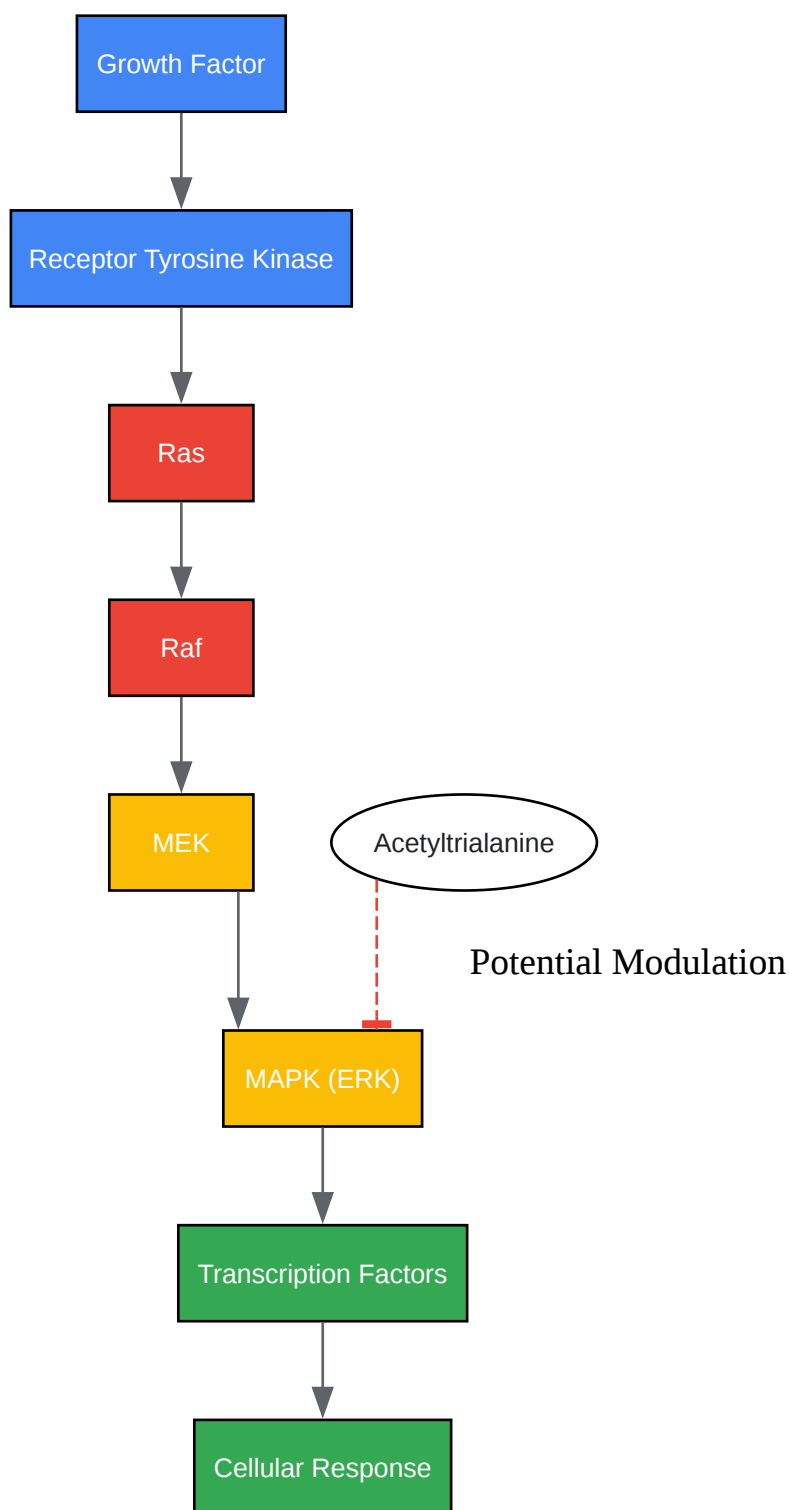 Growth Factor
Receptor Tyrosine Kinase
Ras
Raf
MEK
Acetyltrialanine
Potential Modulation
MAPK (ERK)
Transcription Factors
Cellular Response